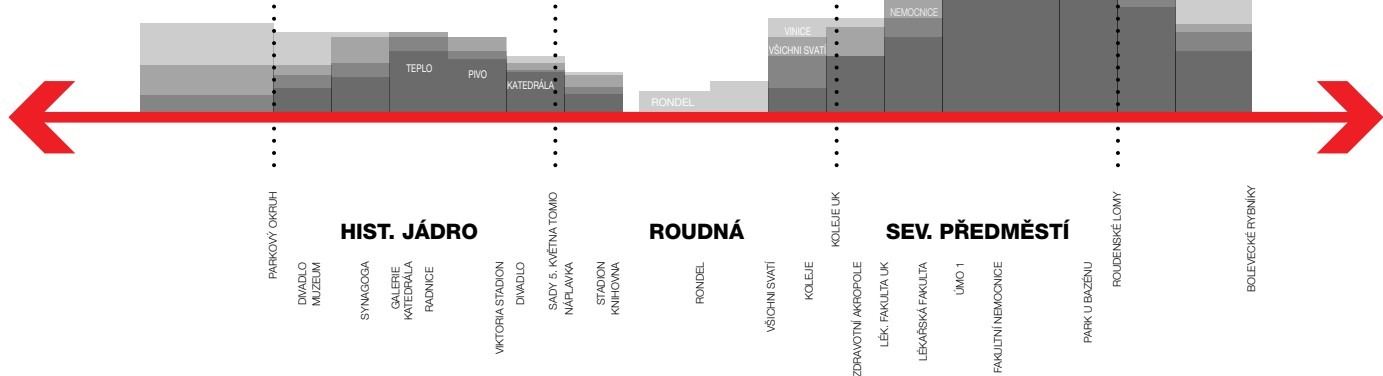 NEMOCNICE
VINICE
VŠICHNI SVATÍ
TEPLO
PIVO
KATEDRÁLA
RONDEL
HIST. JÁDRO
ROUDNÁ
SEV. PŘEDMĚSTÍ
PARKOVÝ OKRUH
DIVADLO
MUZEUM
SYNAGOGA
GALERIE
KATEDRÁLA
RADNICE
VIKTORIA STADION
DIVADLO
SADY 5. KVĚTNA TOMIO
NÁPLAVKA
STADION
KNIHOVNA
RONDEL
VŠICHNI SVATÍ
KOLEJE
KOLEJE UK
ZDRAVOTNÍ AKROPOLE
LÉK. FAKULTA UK
LÉKAŘSKÁ FAKULTA
ÚMO 1
FAKULTNÍ NEMOCNICE
PARK U BAZÉNU
ROUDENSKÉ LOMY
BOLEVECKÉ RYBNÍKY